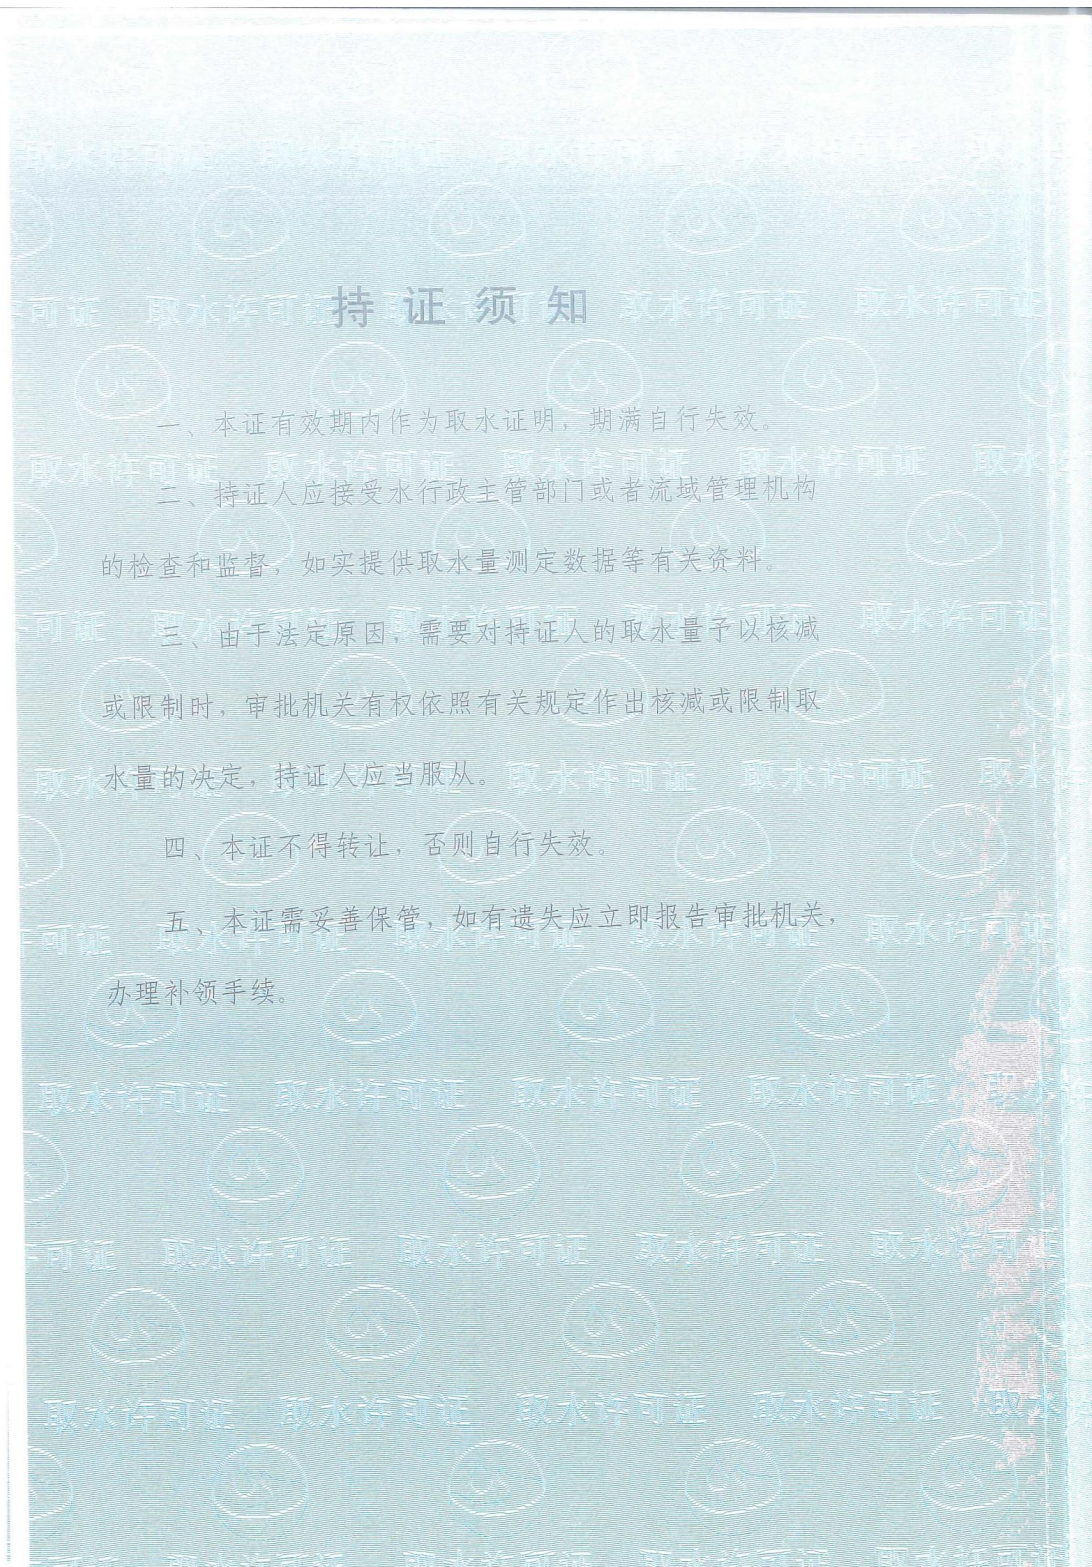 持证须知
一、本证有效期内作为取水证明，期满自行失效。
二、持证人应接受水行政主管部门或者流域管理机构
的检查和监督，如实提供取水量测定数据等有关资料。
三、由于法定原因，需要对持证人的取水量予以核减
或限制时，审批机关有权依照有关规定作出核减或限制取
水量的决定，持证人应当服从。
四、本证不得转让，否则自行失效。
五、本证需妥善保管，如有遗失应立即报告审批机关，
办理补领手续。